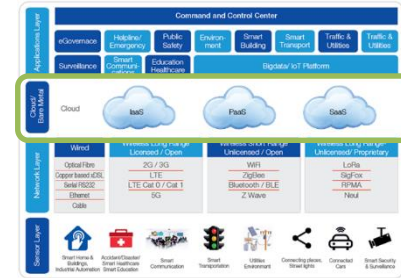 Applications Layer
Command and Control Center
eGovernace
Helpline/ Emergency
Public Safety
Environ- ment
Smart Building
Smart Transport
Traffic & Utilities
Traffic & Utilities
Surveillance
Smart Communi- cations
Education Healthcare
Bigdata/ IoT Platform
Cloud/ Bare Metal
Cloud
IaaS
PaaS
SaaS
Network Layer
Wired
Wireless Long Range Licensed / Open
Wireless Short Range Unlicensed / Open
Wireless Long Range- Unlicensed/ Proprietary
Optical Fibre
2G / 3G
WiFi
LoRa
Copper based xDSL
LTE
ZigBee
SigFox
Serial RS232
LTE Cat 0 / Cat 1
Bluetooth / BLE
RPMA
Ethernet
5G
Z Wave
Neul
Cable
Sensor Layer
Smart Home & Buildings, Industrial Automation
Accident/Disaster/ Smart Healthcare Smart Education
Smart Communication
Smart Transportation
Utilities Environment
Connecting places, Street lights
Connected Cars
Smart Security & Surveillance